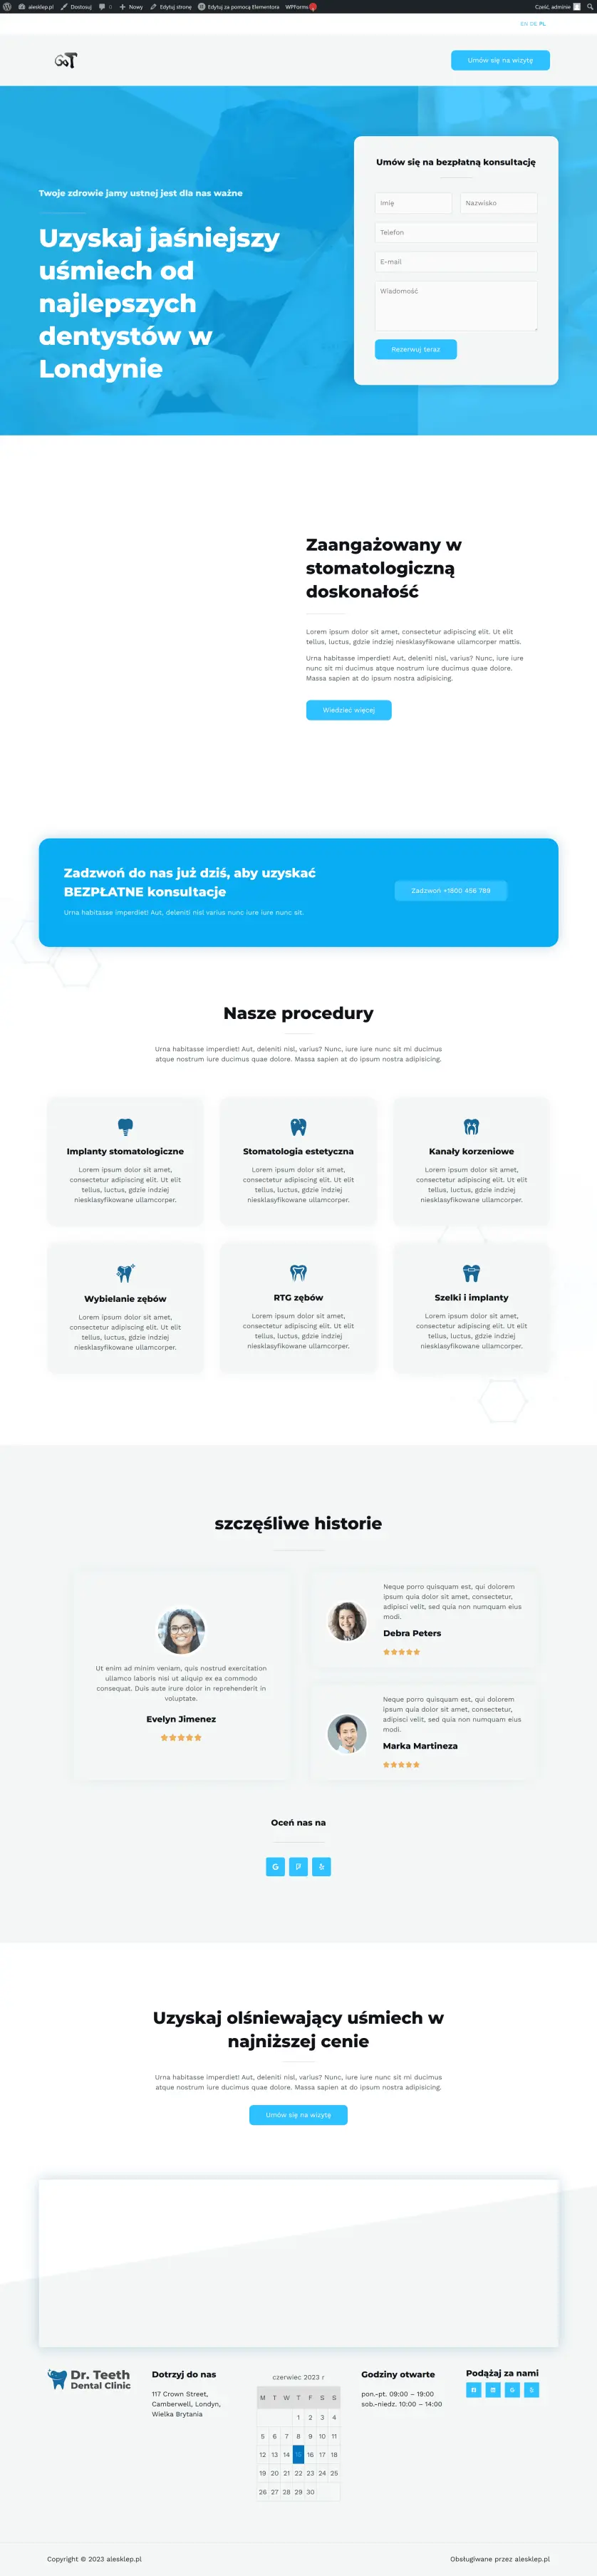 alesklep.pl Dostosuj 0 Nowy Edytuj stronę Edytuj za pomocą Elementora WPForms Cześć, adminie
EN DE PL
GsT
Umów się na wizytę
Twoje zdrowie jamy ustnej jest dla nas ważne
Uzyskaj jaśniejszy
uśmiech od
najlepszych
dentystów w
Londynie
Umów się na bezpłatną konsultację
Imię Nazwisko
Telefon
E-mail
Wiadomość
Rezerwuj teraz
Zaangażowany w
stomatologiczną
doskonałość
Lorem ipsum dolor sit amet, consectetur adipiscing elit. Ut elit
tellus, luctus, gdzie indziej niesklasyfikowane ullamcorper mattis.
Urna habitasse imperdiet! Aut, deleniti nisl, varius? Nunc, iure iure
nunc sit mi ducimus atque nostrum iure ducimus quae dolore.
Massa sapien at do ipsum nostra adipisicing.
Wiedzieć więcej
Zadzwoń do nas już dziś, aby uzyskać
BEZPŁATNE konsultacje
Urna habitasse imperdiet! Aut, deleniti nisl varius nunc iure iure nunc sit.
Zadzwoń +1800 456 789
Nasze procedury
Urna habitasse imperdiet! Aut, deleniti nisl, varius? Nunc, iure iure nunc sit mi ducimus
atque nostrum iure ducimus quae dolore. Massa sapien at do ipsum nostra adipisicing.
Implanty stomatologiczne
Lorem ipsum dolor sit amet,
consectetur adipiscing elit. Ut elit
tellus, luctus, gdzie indziej
niesklasyfikowane ullamcorper.
Stomatologia estetyczna
Lorem ipsum dolor sit amet,
consectetur adipiscing elit. Ut elit
tellus, luctus, gdzie indziej
niesklasyfikowane ullamcorper.
Kanały korzeniowe
Lorem ipsum dolor sit amet,
consectetur adipiscing elit. Ut elit
tellus, luctus, gdzie indziej
niesklasyfikowane ullamcorper.
Wybielanie zębów
Lorem ipsum dolor sit amet,
consectetur adipiscing elit. Ut elit
tellus, luctus, gdzie indziej
niesklasyfikowane ullamcorper.
RTG zębów
Lorem ipsum dolor sit amet,
consectetur adipiscing elit. Ut elit
tellus, luctus, gdzie indziej
niesklasyfikowane ullamcorper.
Szelki i implanty
Lorem ipsum dolor sit amet,
consectetur adipiscing elit. Ut elit
tellus, luctus, gdzie indziej
niesklasyfikowane ullamcorper.
szczęśliwe historie
Ut enim ad minim veniam, quis nostrud exercitation
ullamco laboris nisi ut aliquip ex ea commodo
consequat. Duis aute irure dolor in reprehenderit in
voluptate.
Evelyn Jimenez
Neque porro quisquam est, qui dolorem
ipsum quia dolor sit amet, consectetur,
adipisci velit, sed quia non numquam eius
modi.
Debra Peters
Neque porro quisquam est, qui dolorem
ipsum quia dolor sit amet, consectetur,
adipisci velit, sed quia non numquam eius
modi.
Marka Martineza
Oceń nas na
Uzyskaj olśniewający uśmiech w
najniższej cenie
Urna habitasse imperdiet! Aut, deleniti nisl, varius? Nunc, iure iure nunc sit mi ducimus
atque nostrum iure ducimus quae dolore. Massa sapien at do ipsum nostra adipisicing.
Umów się na wizytę
Dr. Teeth
Dental Clinic
Dotrzyj do nas
117 Crown Street,
Camberwell, Londyn,
Wielka Brytania
czerwiec 2023 r
M T W T F S S
1 2 3 4
5 6 7 8 9 10 11
12 13 14 15 16 17 18
19 20 21 22 23 24 25
26 27 28 29 30
Godziny otwarte
pon.-pt. 09:00 – 19:00
sob.-niedz. 10:00 – 14:00
Podążaj za nami
Copyright © 2023 alesklep.pl
Obsługiwane przez alesklep.pl